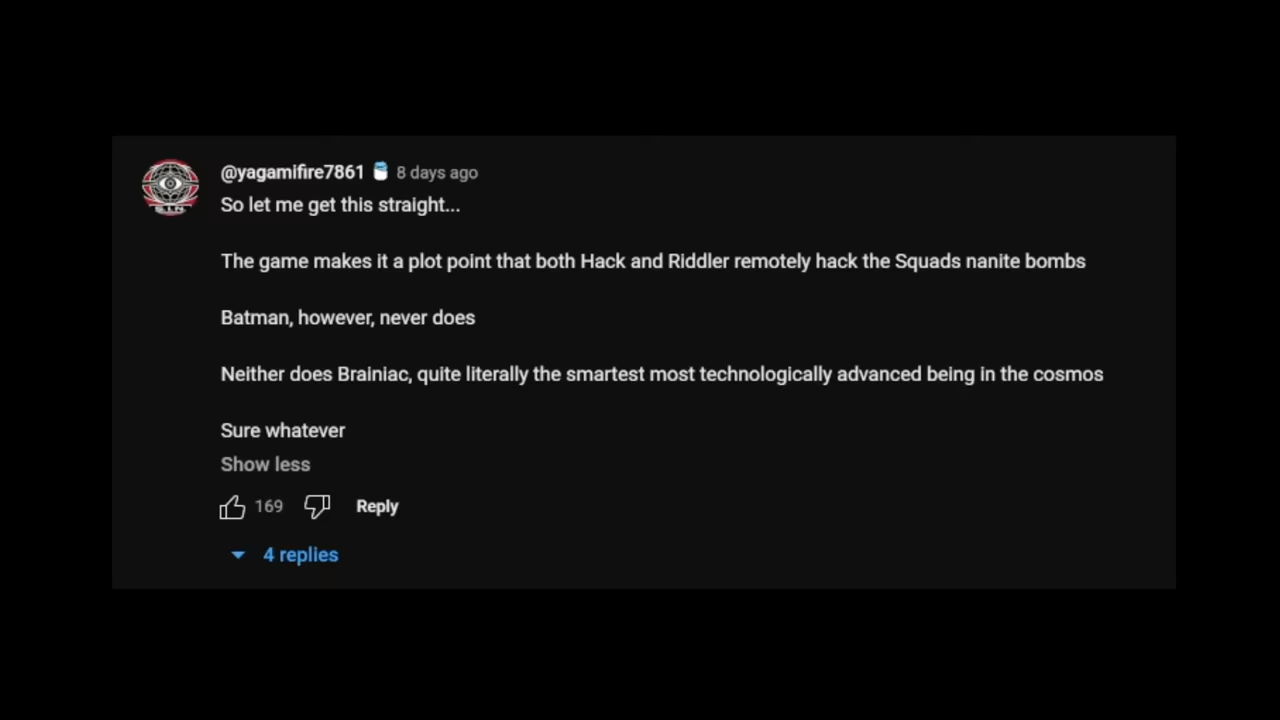 @yagamifire7861 8 days ago
So let me get this straight...
The game makes it a plot point that both Hack and Riddler remotely hack the Squads nanite bombs
Batman, however, never does
Neither does Brainiac, quite literally the smartest most technologically advanced being in the cosmos
Sure whatever
Show less
169 Reply
4 replies